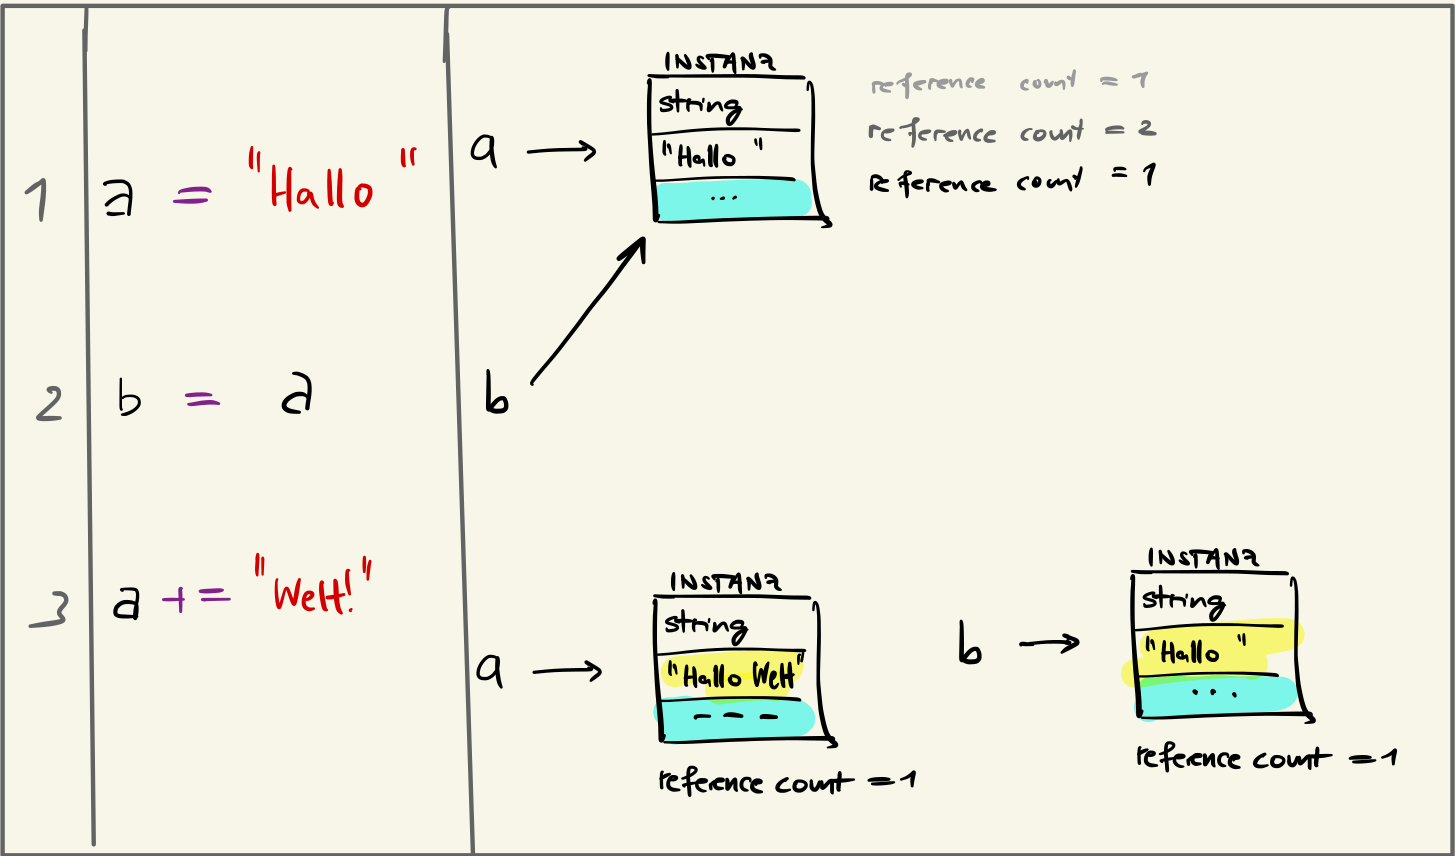 1 a = "Hallo "
a → INSTANZ
string
"Hallo "
...
reference count = 1
reference count = 2
reference count = 1
2 b = a
b
3 a += "Welt!"
a → INSTANZ
string
"Hallo Welt"
---
reference count = 1
b → INSTANZ
string
"Hallo "
...
reference count = 1